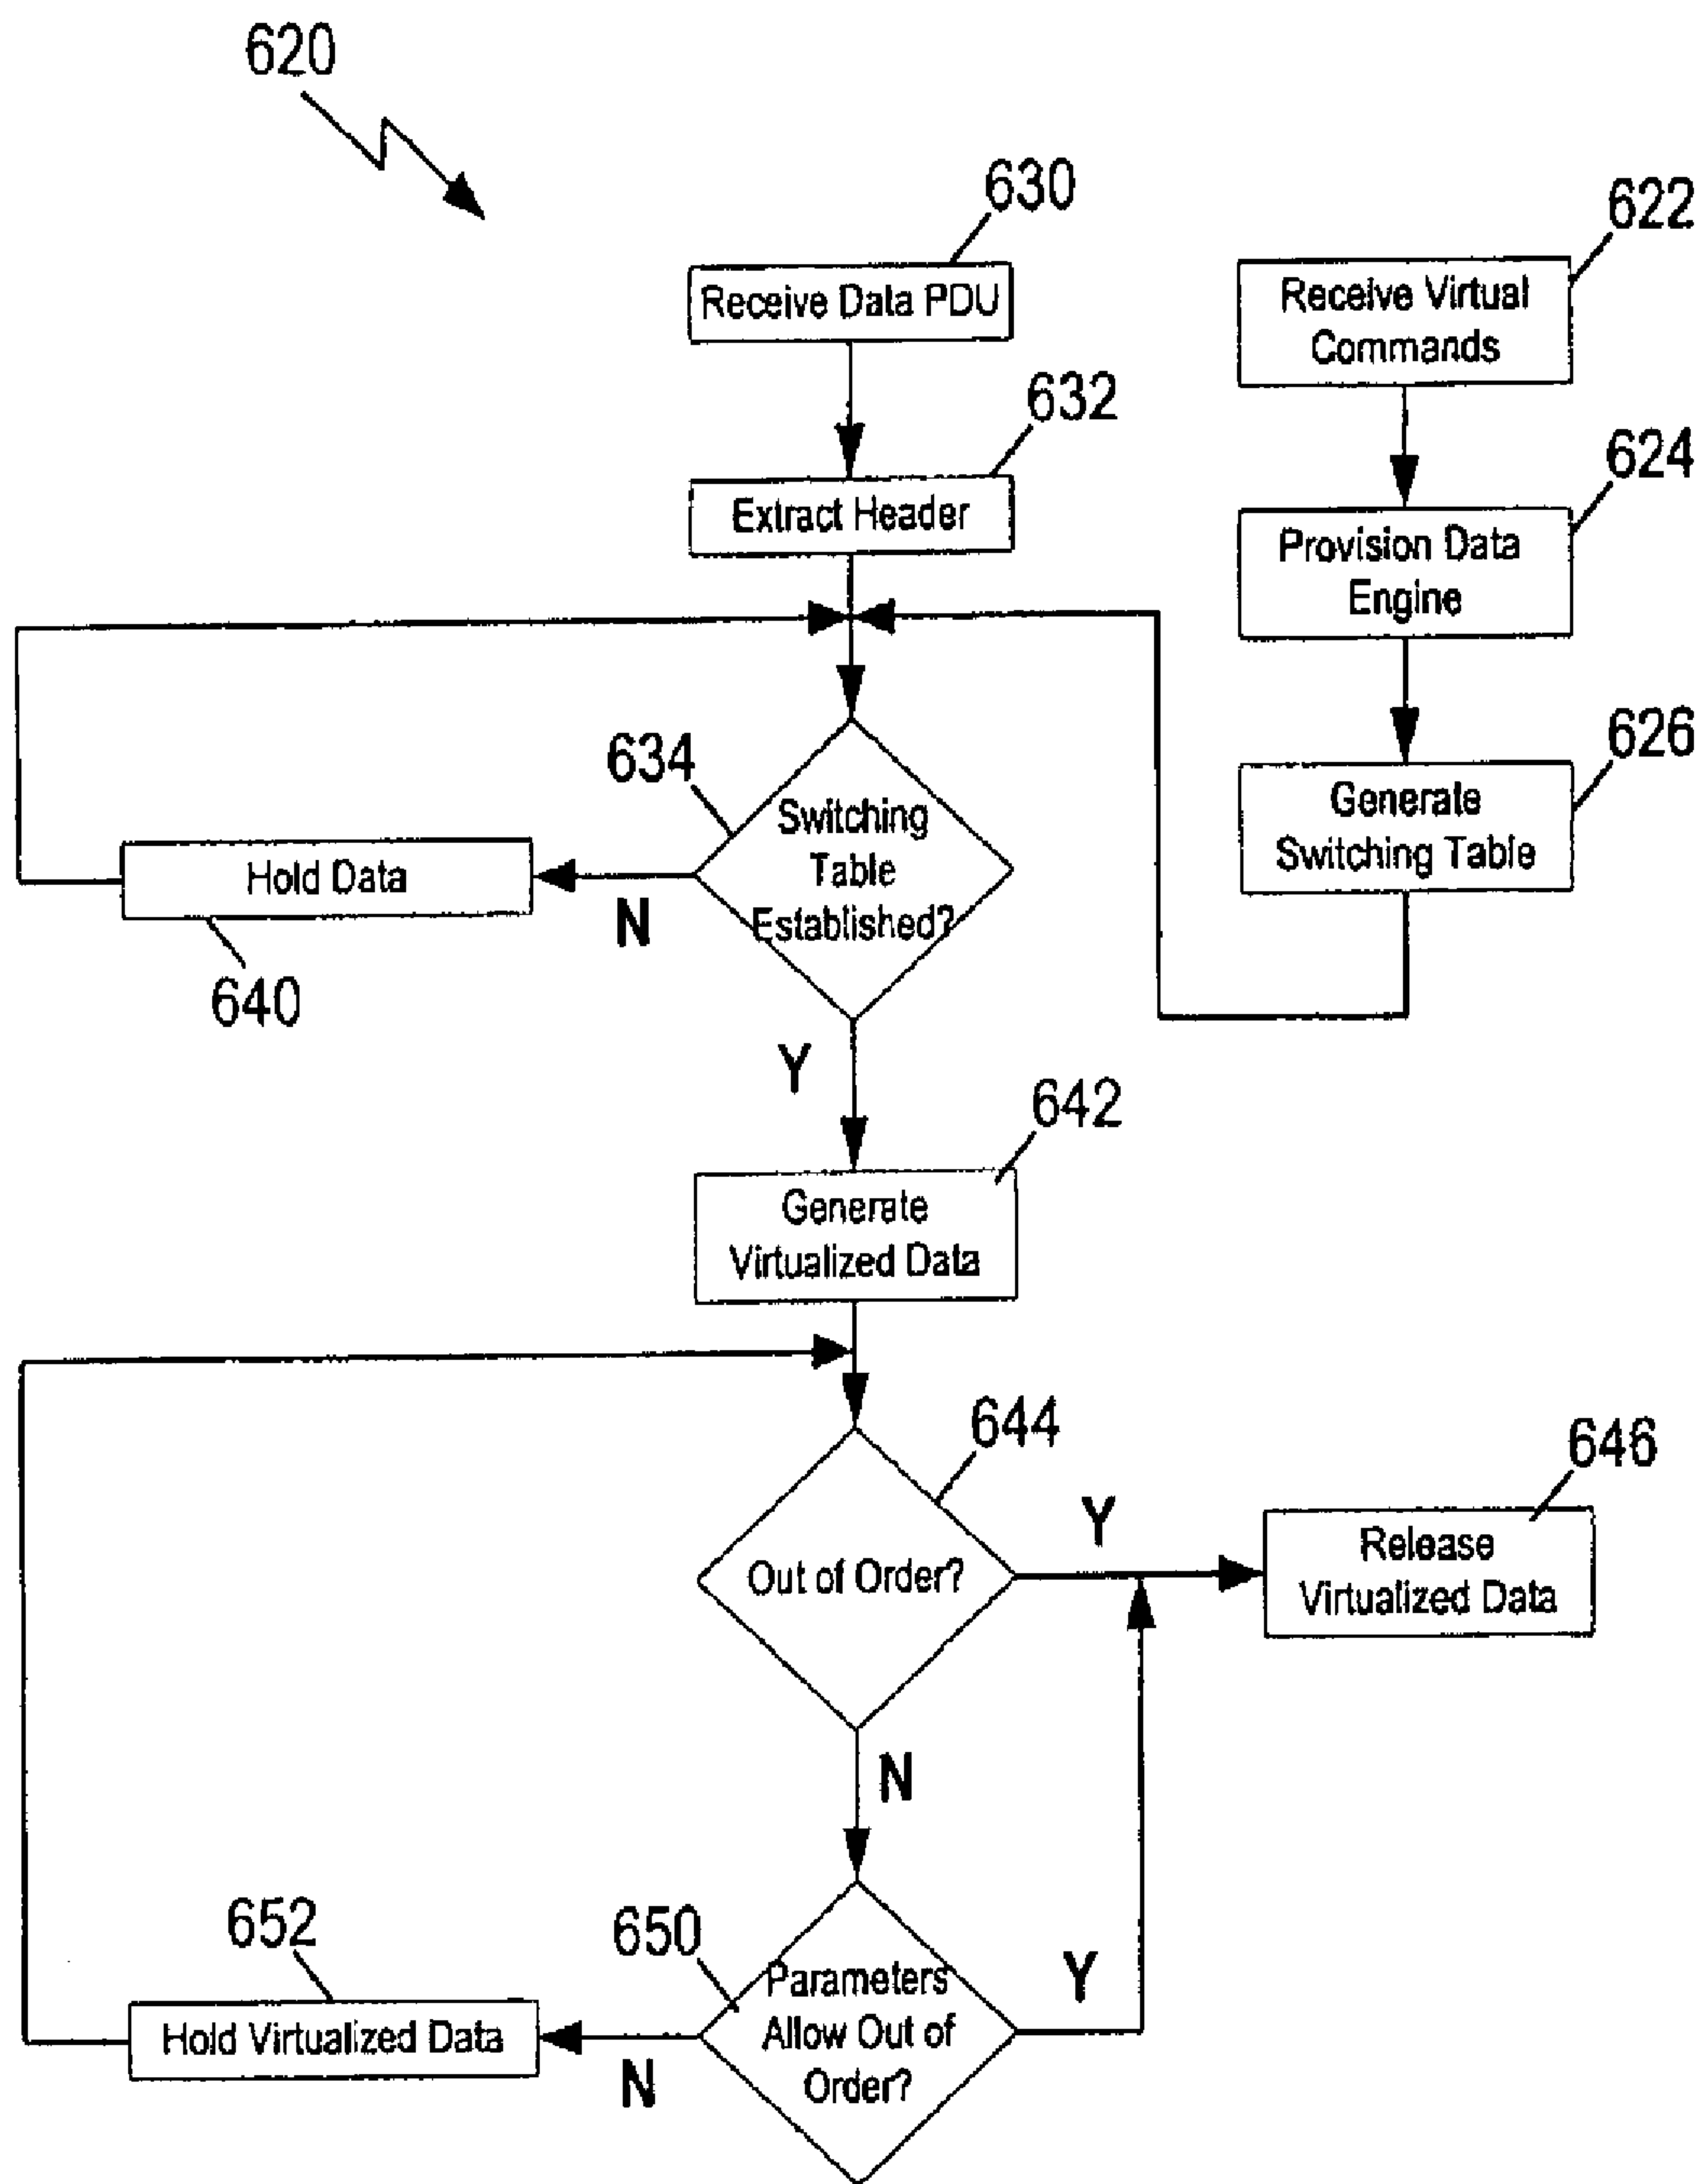 620
630
Receive Data PDU
622
Receive Virtual
Commands
632
Extract Header
624
Provision Data
Engine
626
Generate
Switching Table
634
Switching
Table
Established?
Hold Data
N
640
Y
642
Generate
Virtualized Data
644
Out of Order?
Y
646
Release
Virtualized Data
N
650
Parameters
Allow Out of
Order?
Y
652
Hold Virtualized Data
N